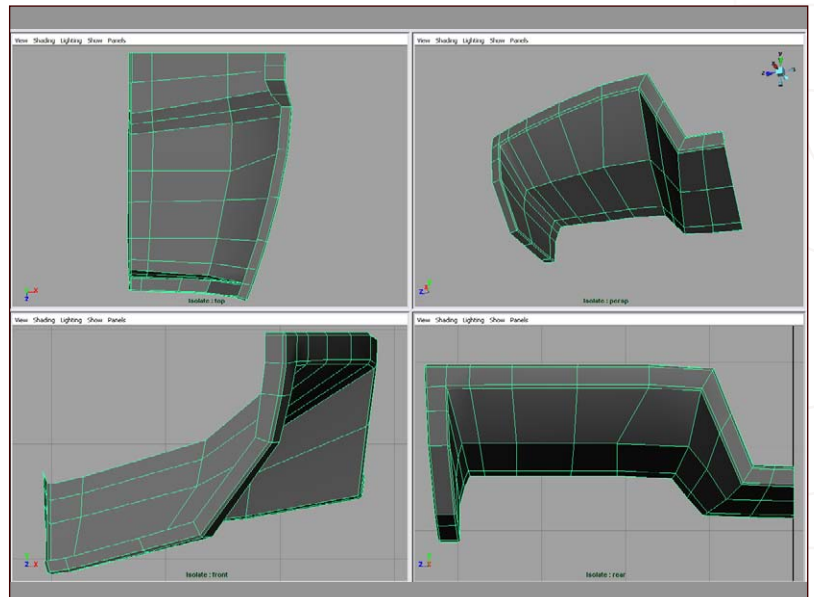 View Shading Lighting Show Panels
View Shading Lighting Show Panels
Isolate : top
Isolate : persp
View Shading Lighting Show Panels
View Shading Lighting Show Panels
Isolate : front
Isolate : rear